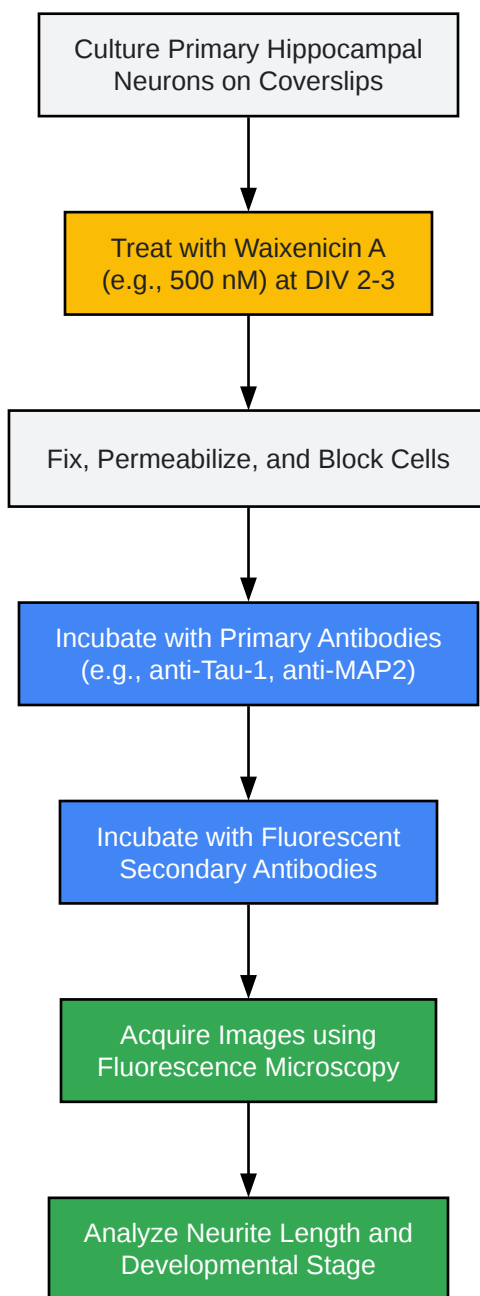 Culture Primary Hippocampal
Neurons on Coverslips
Treat with Waixenicin A
(e.g., 500 nM) at DIV 2-3
Fix, Permeabilize, and Block Cells
Incubate with Primary Antibodies
(e.g., anti-Tau-1, anti-MAP2)
Incubate with Fluorescent
Secondary Antibodies
Acquire Images using
Fluorescence Microscopy
Analyze Neurite Length and
Developmental Stage